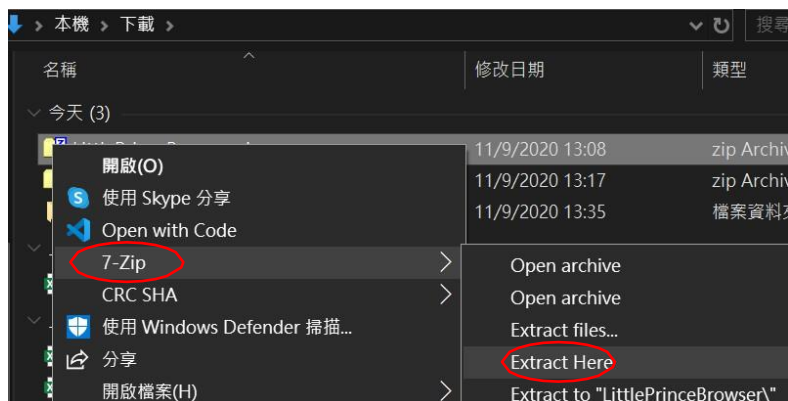 本機 > 下載 >
搜尋
名稱 修改日期 類型
今天 (3)
11/9/2020 13:08 zip Archiv
11/9/2020 13:17 zip Archiv
11/9/2020 13:35 檔案資料夾
開啟(O)
使用 Skype 分享
Open with Code
7-Zip
CRC SHA
使用 Windows Defender 掃描...
分享
開啟檔案(H)
Open archive
Open archive
Extract files...
Extract Here
Extract to "LittlePrinceBrowser\"